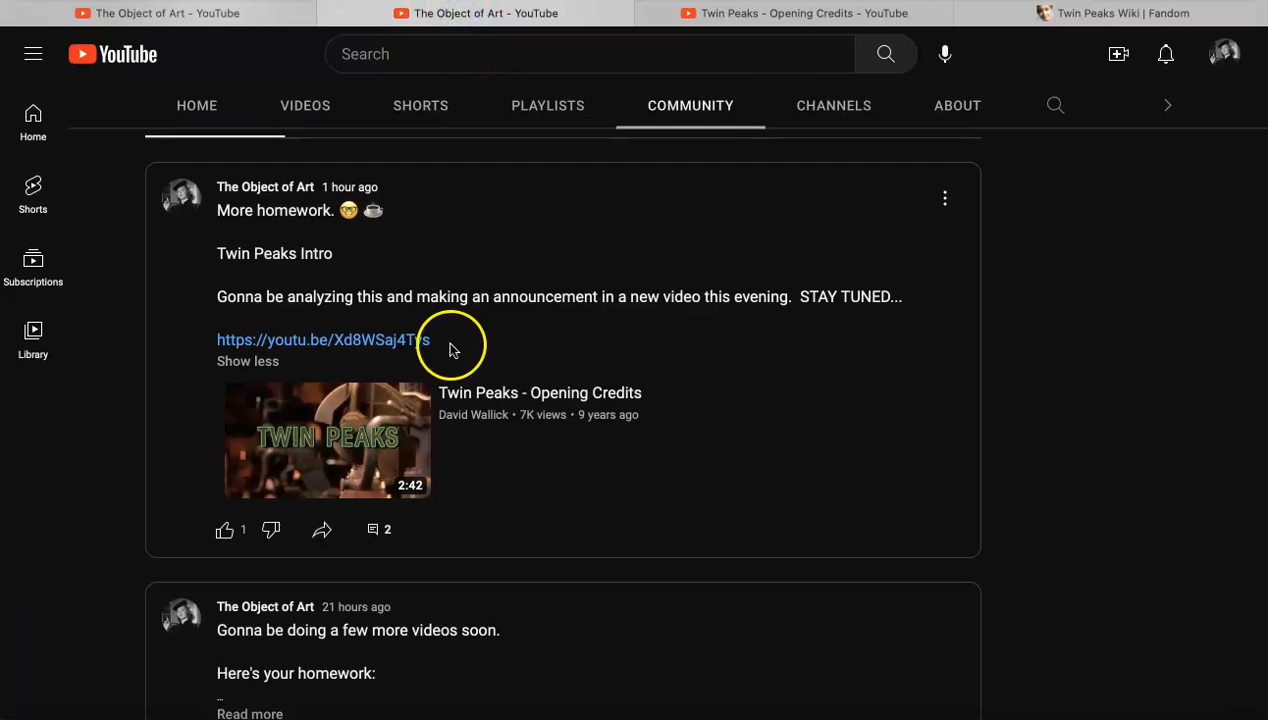 The Object of Art - YouTube
The Object of Art - YouTube
Twin Peaks - Opening Credits - YouTube
Twin Peaks Wiki | Fandom
YouTube
Search
HOME
VIDEOS
SHORTS
PLAYLISTS
COMMUNITY
CHANNELS
ABOUT
Home
Shorts
Subscriptions
Library
The Object of Art 1 hour ago
More homework. 🤓 ☕
Twin Peaks Intro
Gonna be analyzing this and making an announcement in a new video this evening. STAY TUNED...
https://youtu.be/Xd8WSaj4Tys
Show less
TWIN PEAKS
2:42
Twin Peaks - Opening Credits
David Wallick • 7K views • 9 years ago
1
2
The Object of Art 21 hours ago
Gonna be doing a few more videos soon.
Here's your homework:
...
Read more